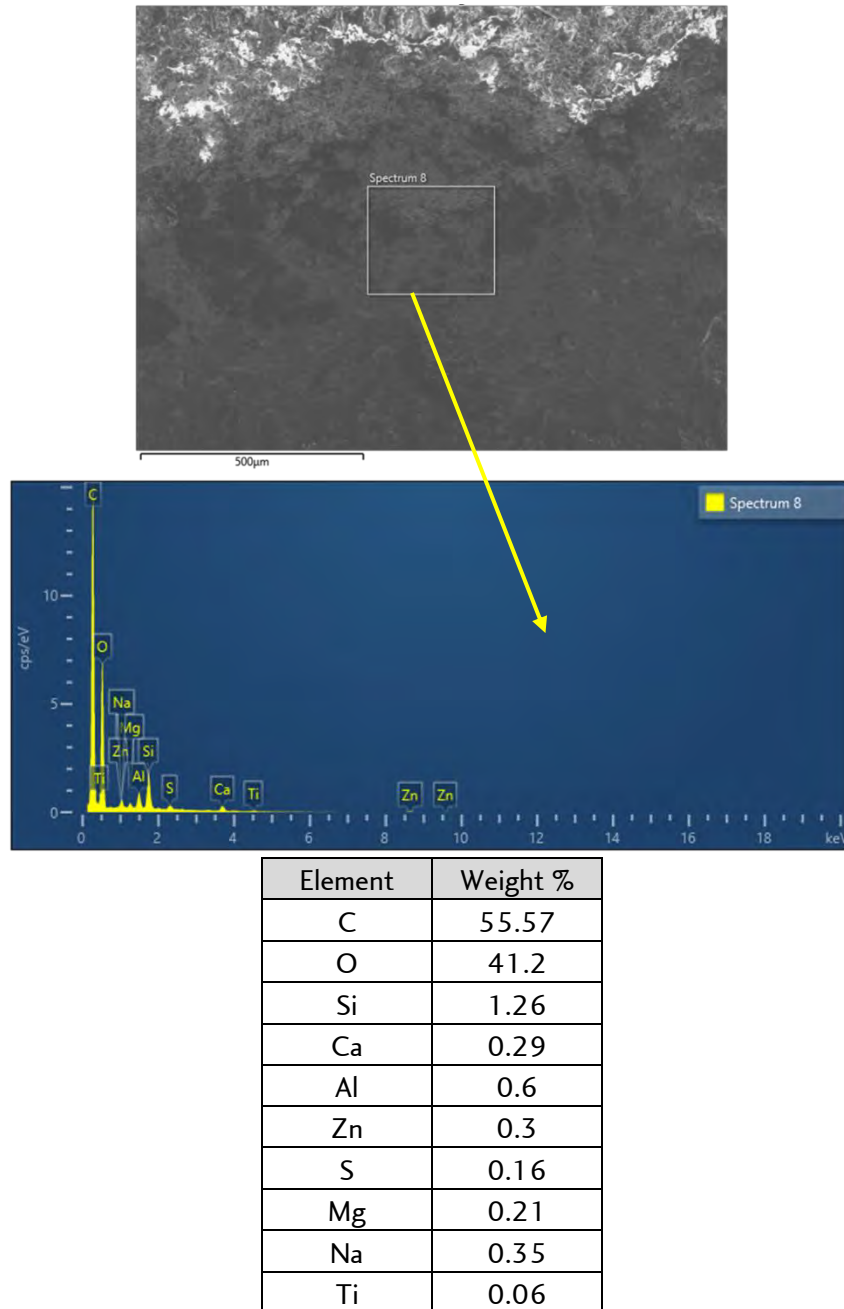 Spectrum 8
500µm
Spectrum 8
C
O
Na
Mg
Zn
Si
Ti
Al
S
Ca
Ti
Zn
Zn
cps/eV
10
5
0
0 2 4 6 8 10 12 14 16 18 keV
Element Weight %
C 55.57
O 41.2
Si 1.26
Ca 0.29
Al 0.6
Zn 0.3
S 0.16
Mg 0.21
Na 0.35
Ti 0.06